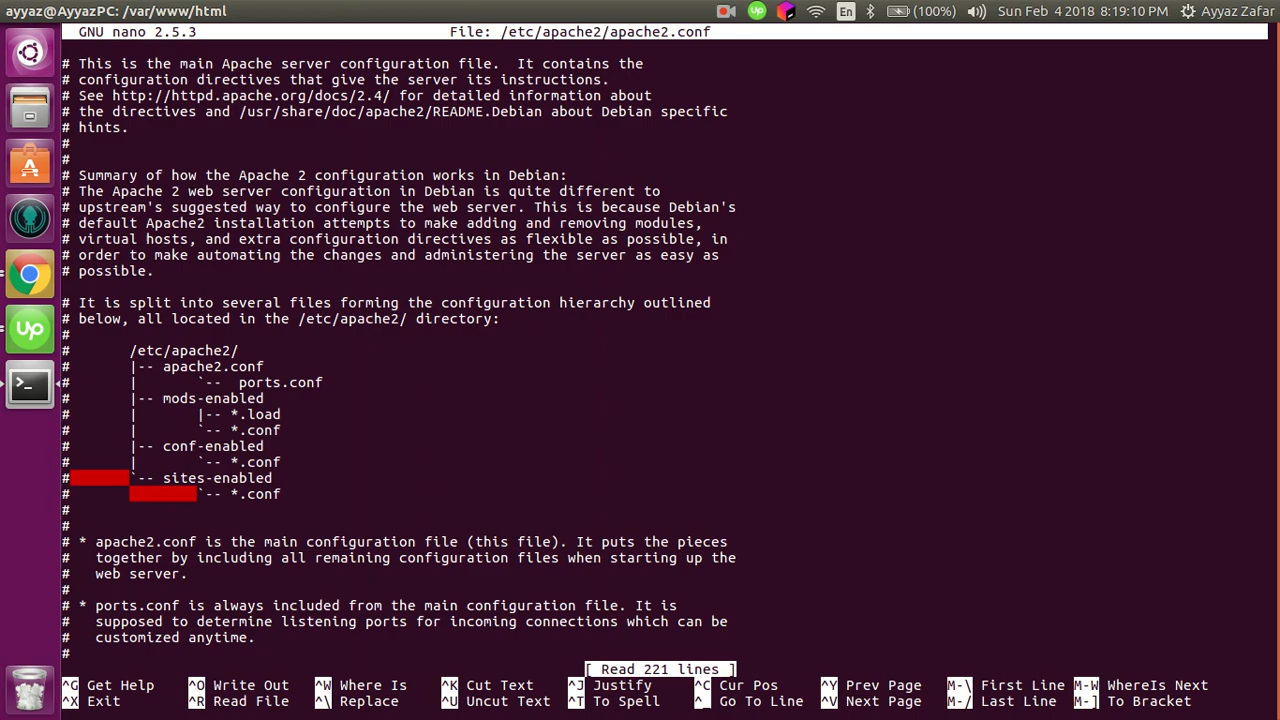 ayyaz@AyyazPC: /var/www/html
Up
En
(100%)
Sun Feb 4 2018 8:19:10 PM
Ayyaz Zafar
GNU nano 2.5.3 File: /etc/apache2/apache2.conf
# This is the main Apache server configuration file.  It contains the
# configuration directives that give the server its instructions.
# See http://httpd.apache.org/docs/2.4/ for detailed information about
# the directives and /usr/share/doc/apache2/README.Debian about Debian specific
# hints.
#
#
# Summary of how the Apache 2 configuration works in Debian:
# The Apache 2 web server configuration in Debian is quite different to
# upstream's suggested way to configure the web server. This is because Debian's
# default Apache2 installation attempts to make adding and removing modules,
# virtual hosts, and extra configuration directives as flexible as possible, in
# order to make automating the changes and administering the server as easy as
# possible.
# It is split into several files forming the configuration hierarchy outlined
# below, all located in the /etc/apache2/ directory:
#
#       /etc/apache2/
#       |-- apache2.conf
#       |       `--  ports.conf
#       |-- mods-enabled
#       |       |-- *.load
#       |       `-- *.conf
#       |-- conf-enabled
#       |       `-- *.conf
#       `-- sites-enabled
#               `-- *.conf
#
#
# * apache2.conf is the main configuration file (this file). It puts the pieces
#   together by including all remaining configuration files when starting up the
#   web server.
#
# * ports.conf is always included from the main configuration file. It is
#   supposed to determine listening ports for incoming connections which can be
#   customized anytime.
#
[ Read 221 lines ]
^G Get Help ^O Write Out ^W Where Is ^K Cut Text ^J Justify ^C Cur Pos ^Y Prev Page M-\ First Line M-W WhereIs Next
^X Exit ^R Read File ^\ Replace ^U Uncut Text ^T To Spell ^_ Go To Line ^V Next Page M-/ Last Line M-] To Bracket
Up